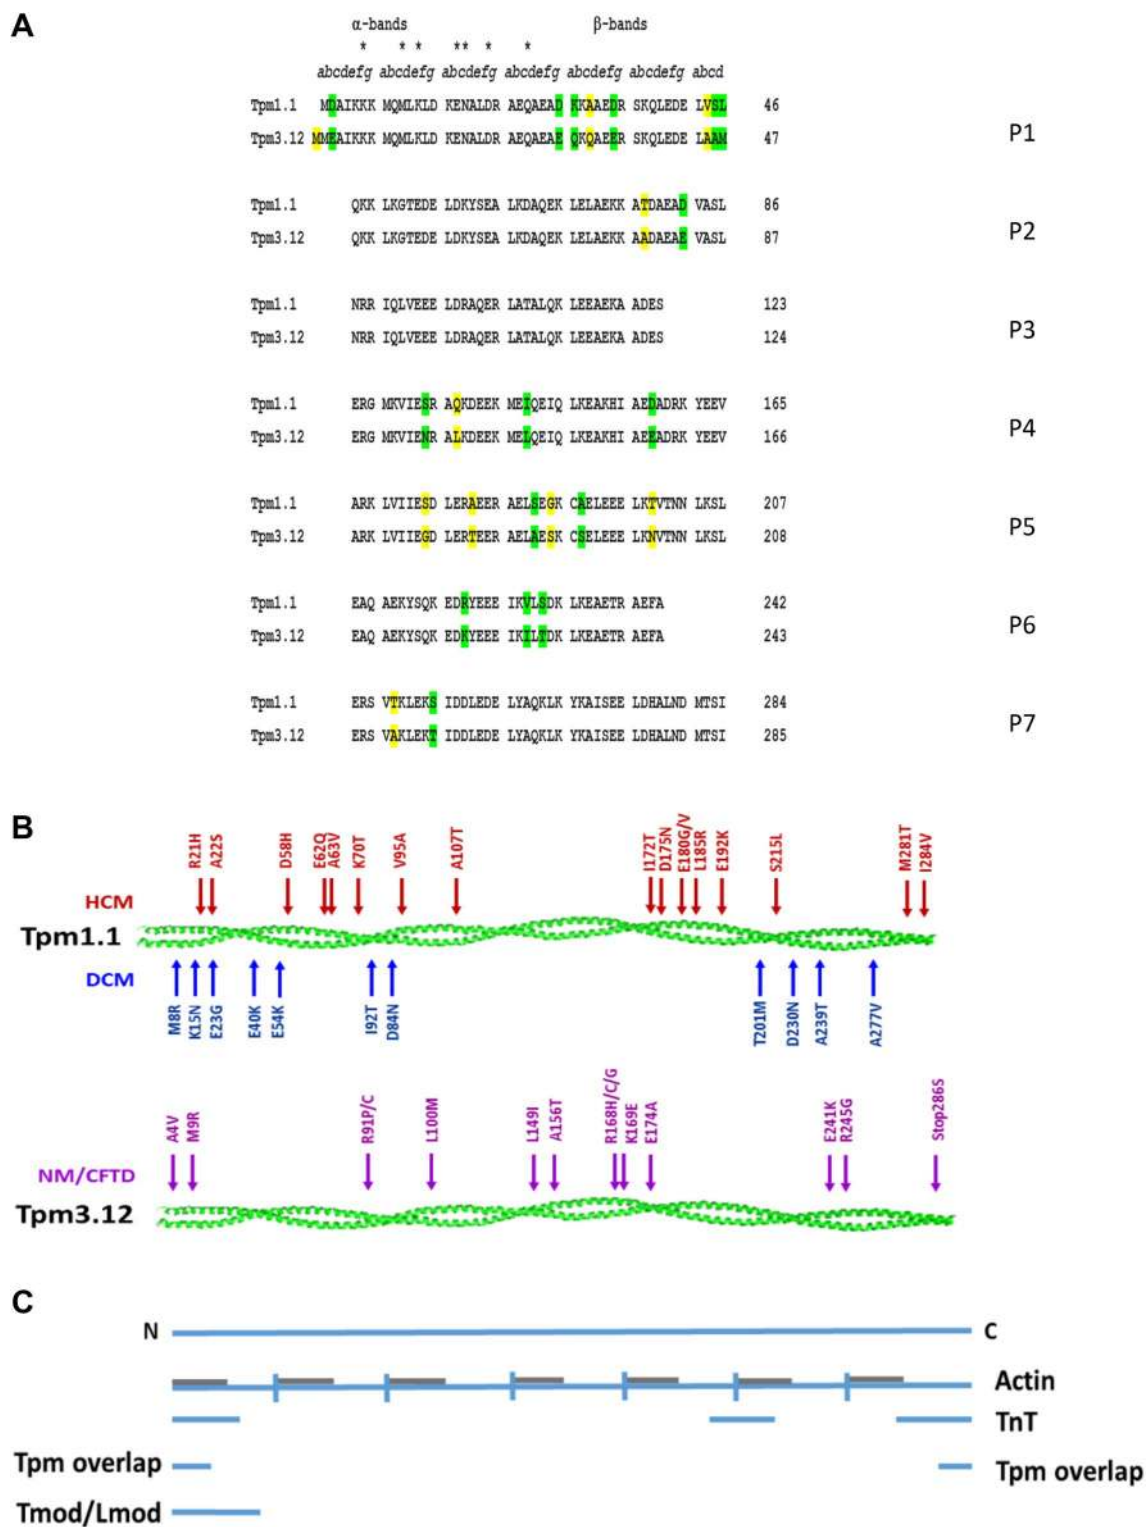 A
α-bands β-bands
* * * ** * *
abcdefg abcdefg abcdefg abcdefg abcdefg abcdefg abcd
Tpm1.1 MDAIKKK MQMLKLD KENALDR AEQAEAD KKAAEDR SKQLEDE LVSL 46
Tpm3.12 MMEAIKKK MQMLKLD KENALDR AEQAEAE QKQAEER SKQLEDE LAAM 47
P1
Tpm1.1 QKK LKGTEDE LDKYSEA LKDAQEK LELAEKK ATDAEAD VASL 86
Tpm3.12 QKK LKGTEDE LDKYSEA LKDAQEK LELAEKK AADAEAE VASL 87
P2
Tpm1.1 NRR IQLVEEE LDRAQER LATALQK LEEAEKA ADES 123
Tpm3.12 NRR IQLVEEE LDRAQER LATALQK LEEAEKA ADES 124
P3
Tpm1.1 ERG MKVIESR AQKDEEK METQEIQ LKEAKHI AEDADRK YEEV 165
Tpm3.12 ERG MKVIENR ALKDEEK MELQEIQ LKEAKHI AEEADRK YEEV 166
P4
Tpm1.1 ARK LVIIESD LERAEER AELSEGK CAELEEE LKTVTNN LKSL 207
Tpm3.12 ARK LVIIEGD LERTEER AELAESK CSELEEE LKNVTNN LKSL 208
P5
Tpm1.1 EAQ AEKYSQK EDRYEEE IKVLSDK LKEAETR AEFA 242
Tpm3.12 EAQ AEKYSQK EDKYEEE IKILTDK LKEAETR AEFA 243
P6
Tpm1.1 ERS VTKLEKS IDDLEDE LYAQKLK YKAISEE LDHALND MTSI 284
Tpm3.12 ERS VAKLEKT IDDLEDE LYAQKLK YKAISEE LDHALND MTSI 285
P7
B
R21H A22S D58H E62Q A63V K70T V95A A107T I172T D175N E180G/V L185R E192K S215L M281T I284V
HCM
Tpm1.1
DCM
M8R K15N E23G E40K E54K I92T D84N T201M D230N A239T A277V
A4V M9R R91P/C L100M L149I A156T R168H/C/G K169E E174A E241K R245G Stop286S
NM/CFTD
Tpm3.12
C
N C
Actin
TnT
Tpm overlap Tpm overlap
Tmod/Lmod